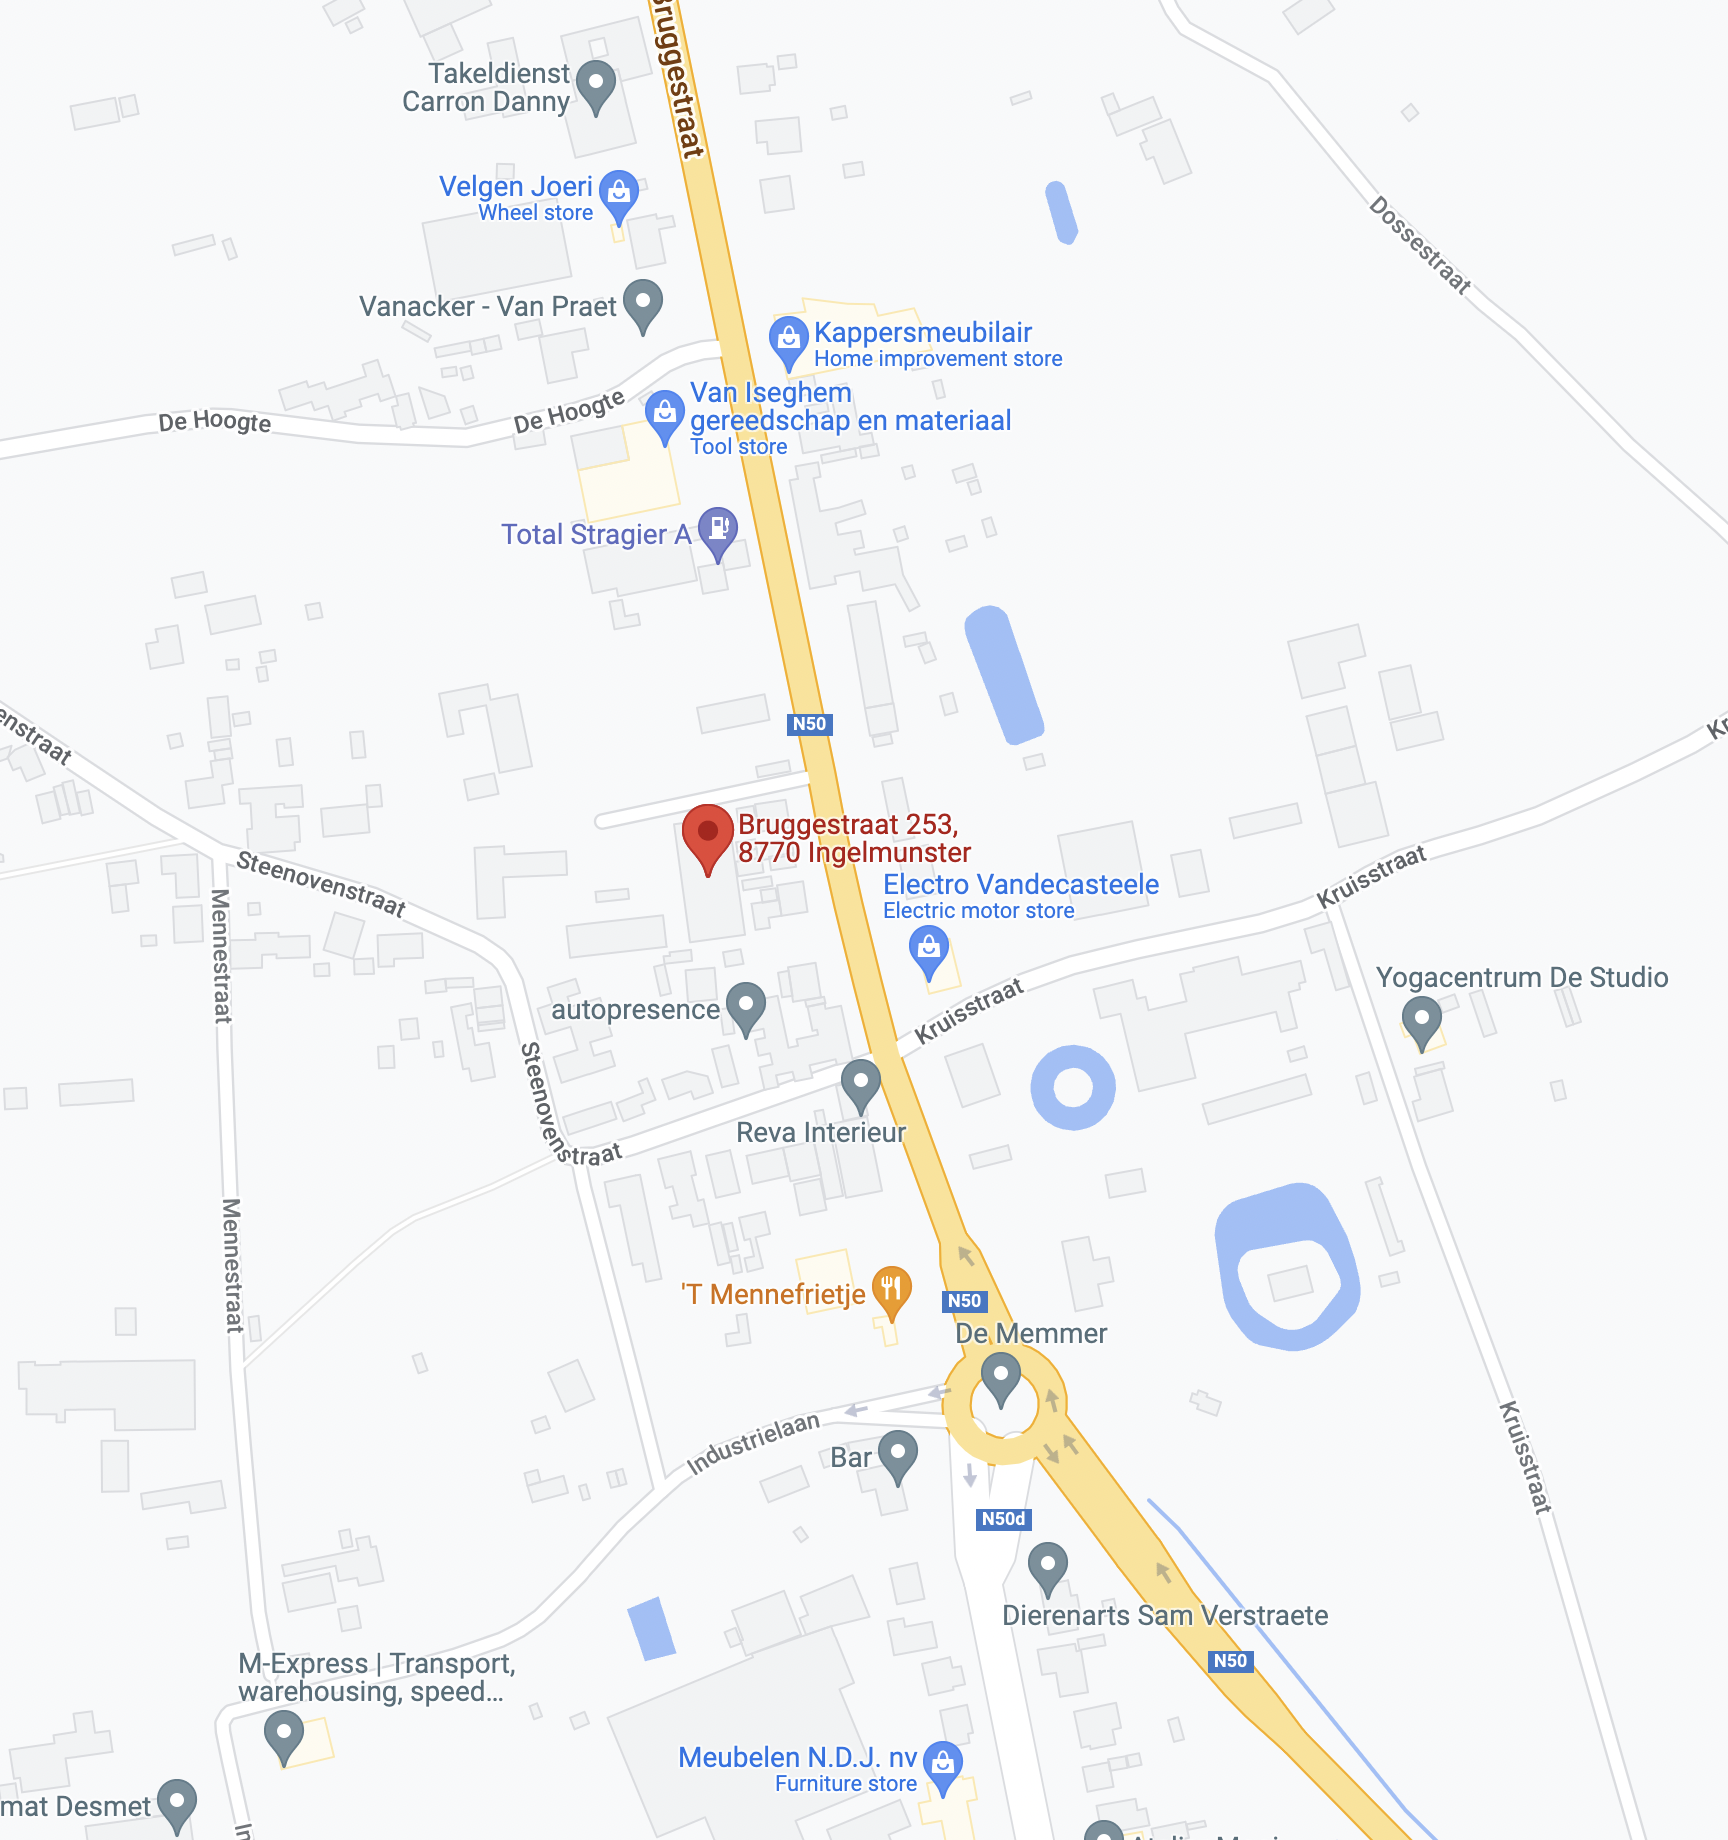 Bruggestraat
Takeldienst
Carron Danny
Velgen Joeri
Wheel store
Dossestraat
Vanacker - Van Praet
Kappersmeubilair
Home improvement store
Van Iseghem
gereedschap en materiaal
Tool store
De Hoogte
De Hoogte
Total Stragier A
N50
enstraat
Kr
Bruggestraat 253,
8770 Ingelmunster
Steenovenstraat
Electro Vandecasteele
Electric motor store
Kruisstraat
Mennestraat
Kruisstraat
Yogacentrum De Studio
autopresence
Steenovenstraat
Reva Interieur
Mennestraat
'T Mennefrietje
N50
De Memmer
Industrielaan
Bar
Kruisstraat
N50d
Dierenarts Sam Verstraete
N50
M-Express | Transport,
warehousing, speed...
Meubelen N.D.J. nv
Furniture store
mat Desmet
In